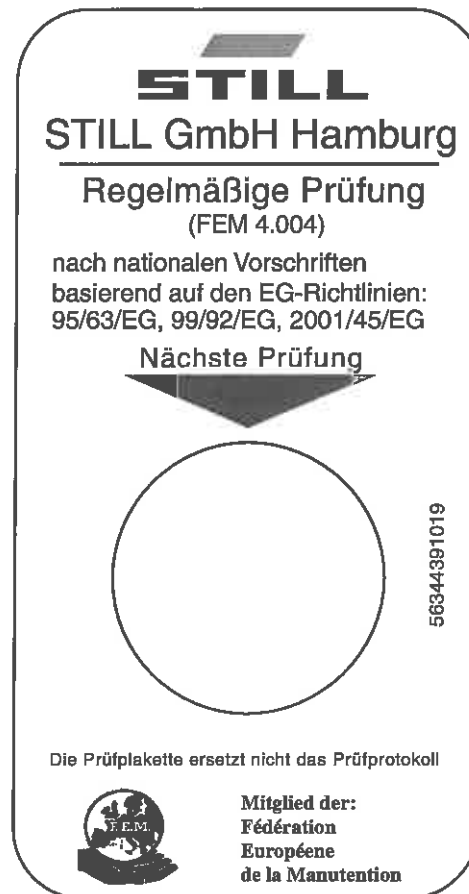 STILL
STILL GmbH Hamburg
Regelmäßige Prüfung
(FEM 4.004)
nach nationalen Vorschriften
basierend auf den EG-Richtlinien:
95/63/EG, 99/92/EG, 2001/45/EG
Nächste Prüfung
56344391019
Die Prüfplakette ersetzt nicht das Prüfprotokoll
F.E.M.
Mitglied der:
Fédération
Européene
de la Manutention